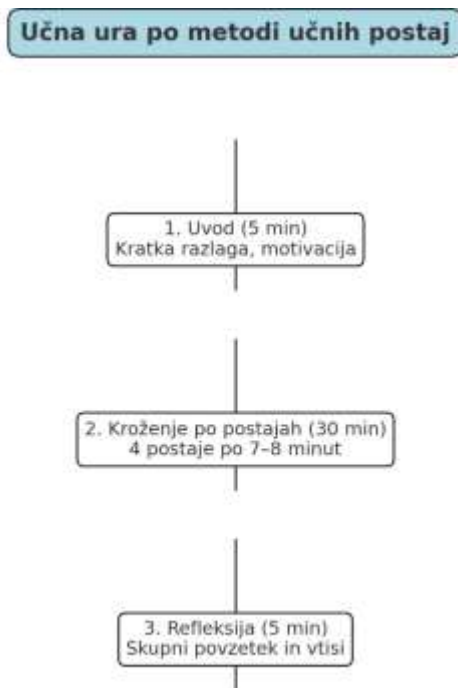 Učna ura po metodi učnih postaj
1. Uvod (5 min)
Kratka razlaga, motivacija
2. Kroženje po postajah (30 min)
4 postaje po 7–8 minut
3. Refleksija (5 min)
Skupni povzetek in vtisi